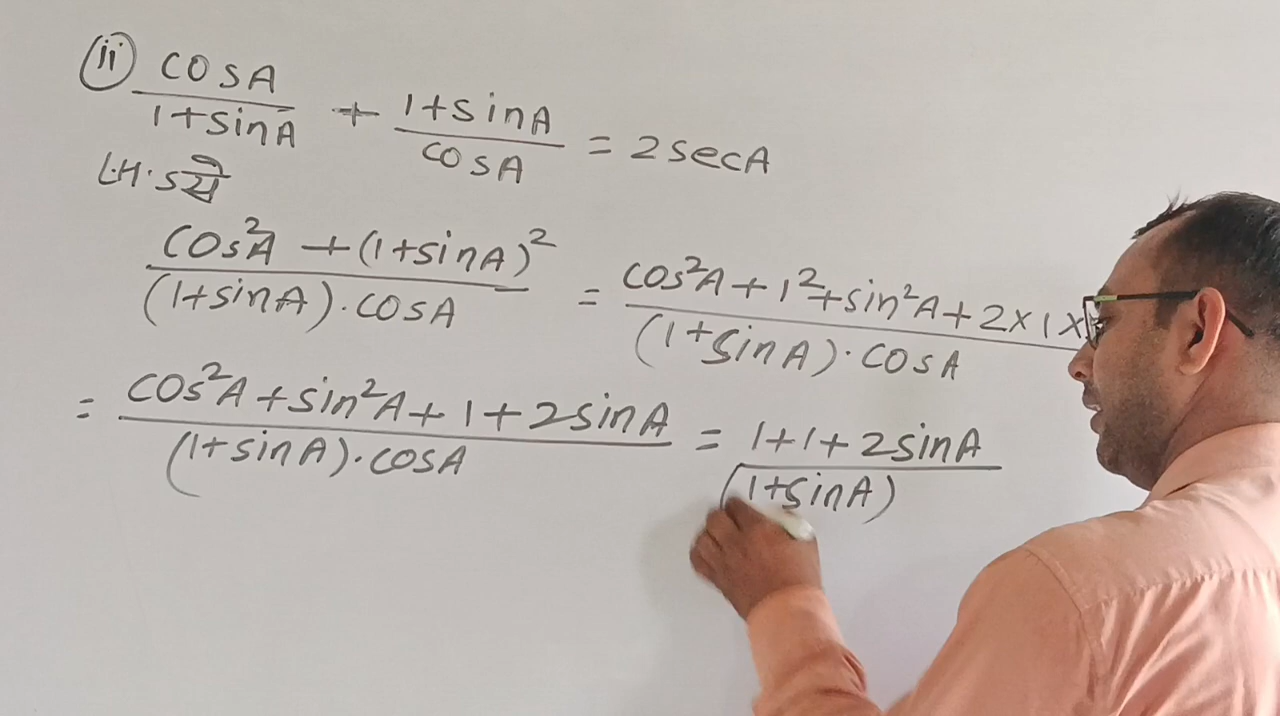 (ii) cosA/1+sinA + 1+sinA/cosA = 2secA
L.H.S से
cos²A + (1+sinA)²/(1+sinA).cosA = cos²A + 1² + sin²A + 2×1×/(1+sinA).cosA
= cos²A + sin²A + 1 + 2sinA/(1+sinA).cosA = 1+1+2sinA/(1+sinA)